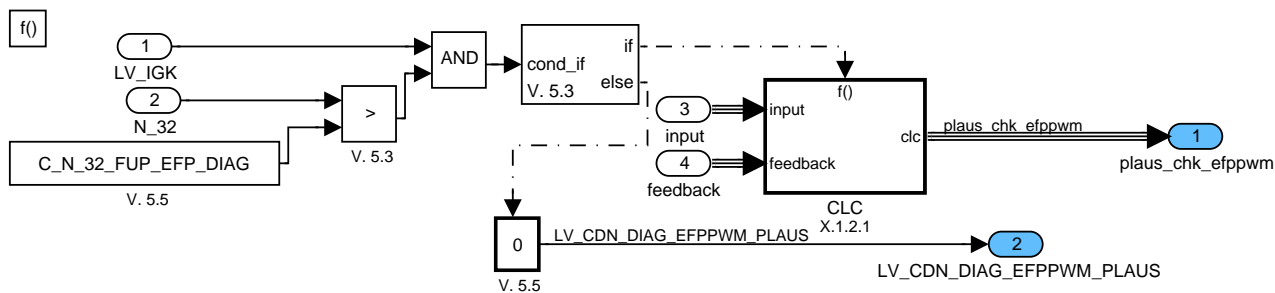 f()
1
LV_IGK
2
N_32
C_N_32_FUP_EFP_DIAG
V. 5.5
>
V. 5.3
AND
cond_if
if
else
V. 5.3
3
input
4
feedback
f()
input
feedback
clc
CLC
X.1.2.1
plaus_chk_efppwm
1
plaus_chk_efppwm
0
V. 5.5
LV_CDN_DIAG_EFPPWM_PLAUS
2
LV_CDN_DIAG_EFPPWM_PLAUS